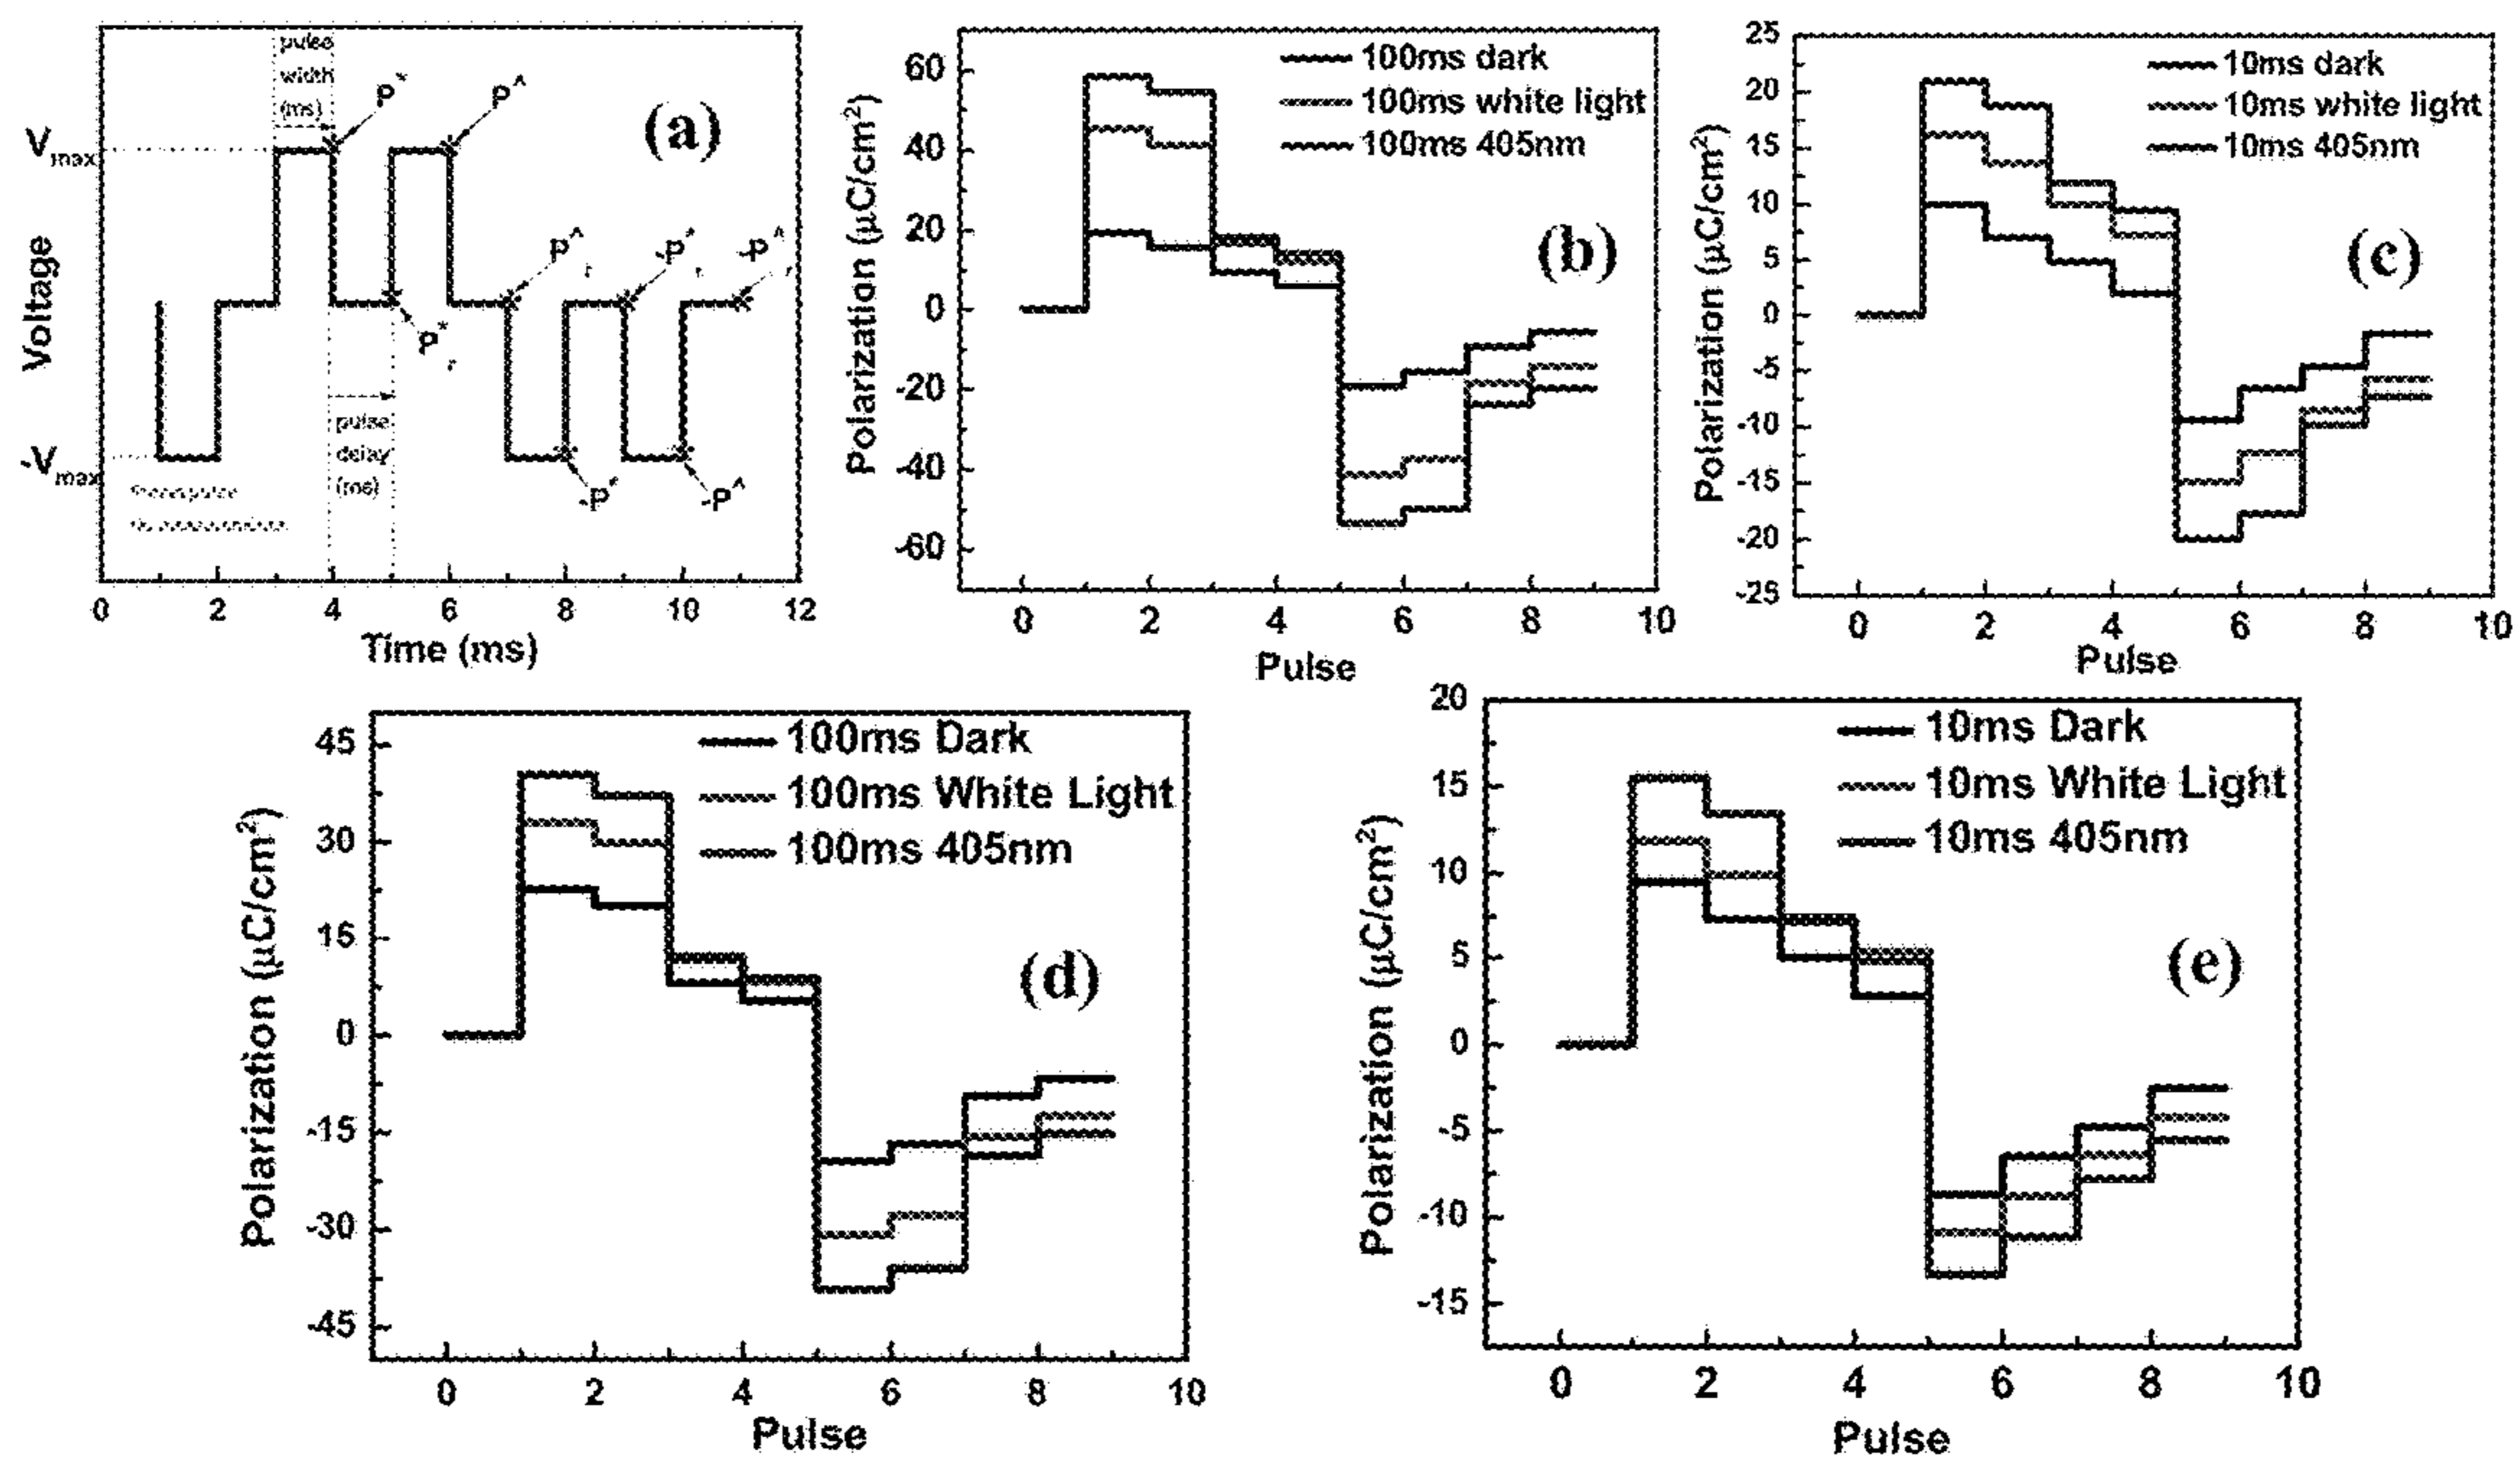 pulse
width
(ms)
P*
P^
(a)
Vmax
P^r
-P*r
-P^r
Voltage
P*r
-Vmax
pulse
delay
(ms)
-P*
-P^
0 2 4 6 8 10 12
Time (ms)
100ms dark
100ms white light
100ms 405nm
(b)
60
40
20
0
-20
-40
-60
Polarization (μC/cm²)
0 2 4 6 8 10
Pulse
10ms dark
10ms white light
10ms 405nm
(c)
25
20
15
10
5
0
-5
-10
-15
-20
-25
Polarization (μC/cm²)
0 2 4 6 8 10
Pulse
100ms Dark
100ms White Light
100ms 405nm
(d)
45
30
15
0
-15
-30
-45
Polarization (μC/cm²)
0 2 4 6 8 10
Pulse
10ms Dark
10ms White Light
10ms 405nm
(e)
20
15
10
5
0
-5
-10
-15
Polarization (μC/cm²)
0 2 4 6 8 10
Pulse